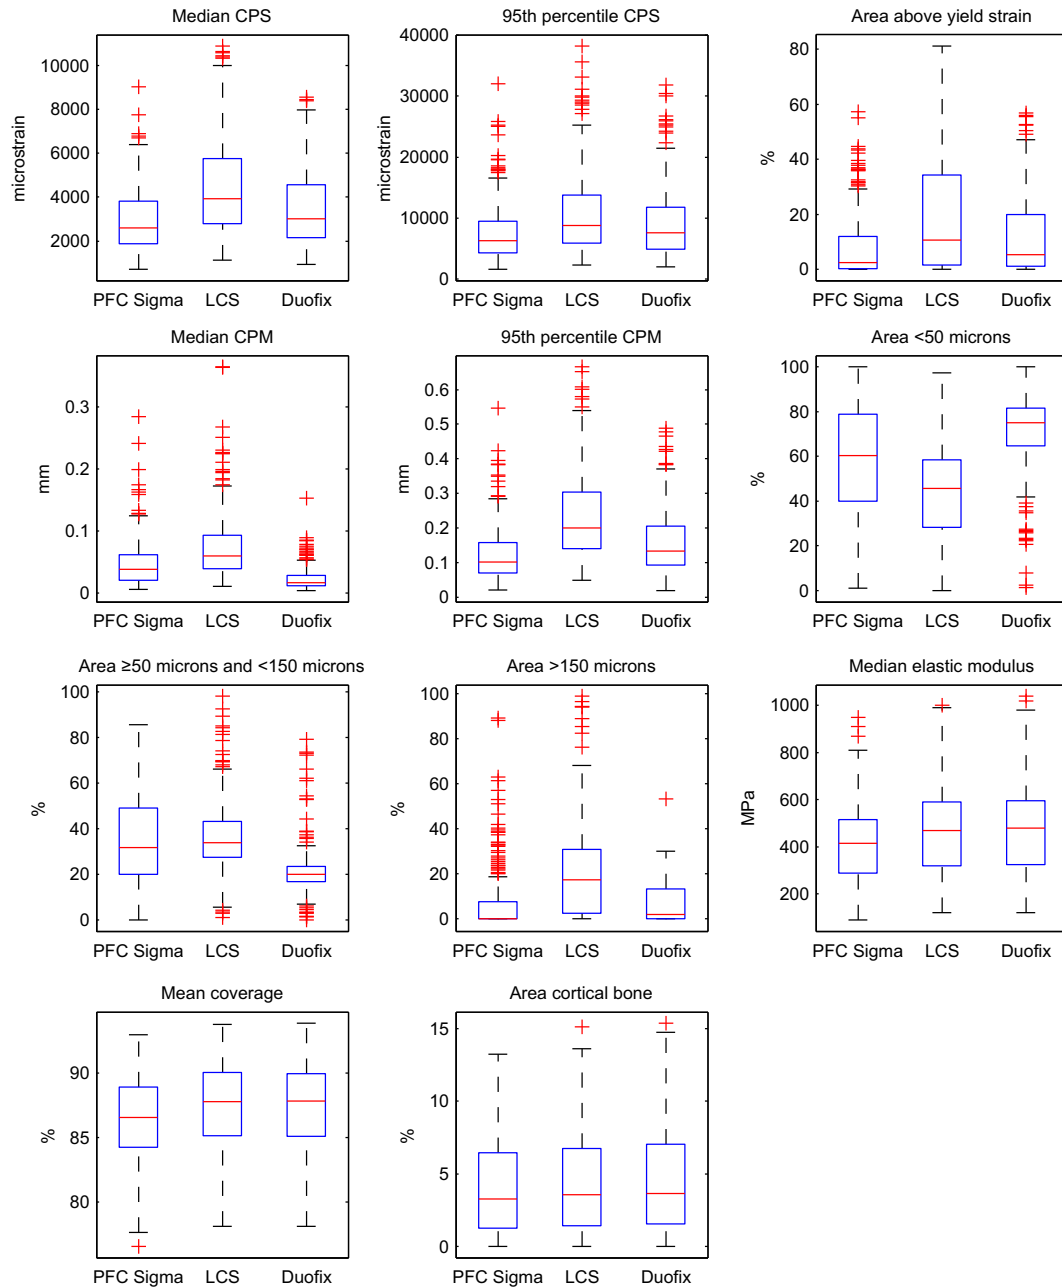 Median CPS
95th percentile CPS
Area above yield strain
microstrain
10000
8000
6000
4000
2000
PFC Sigma LCS Duofix
microstrain
40000
30000
20000
10000
0
PFC Sigma LCS Duofix
%
80
60
40
20
0
PFC Sigma LCS Duofix
Median CPM
95th percentile CPM
Area <50 microns
mm
0.3
0.2
0.1
0
PFC Sigma LCS Duofix
mm
0.6
0.5
0.4
0.3
0.2
0.1
0
PFC Sigma LCS Duofix
%
100
80
60
40
20
0
PFC Sigma LCS Duofix
Area ≥50 microns and <150 microns
Area >150 microns
Median elastic modulus
%
100
80
60
40
20
0
PFC Sigma LCS Duofix
%
100
80
60
40
20
0
PFC Sigma LCS Duofix
MPa
1000
800
600
400
200
PFC Sigma LCS Duofix
Mean coverage
Area cortical bone
%
90
85
80
PFC Sigma LCS Duofix
%
15
10
5
0
PFC Sigma LCS Duofix